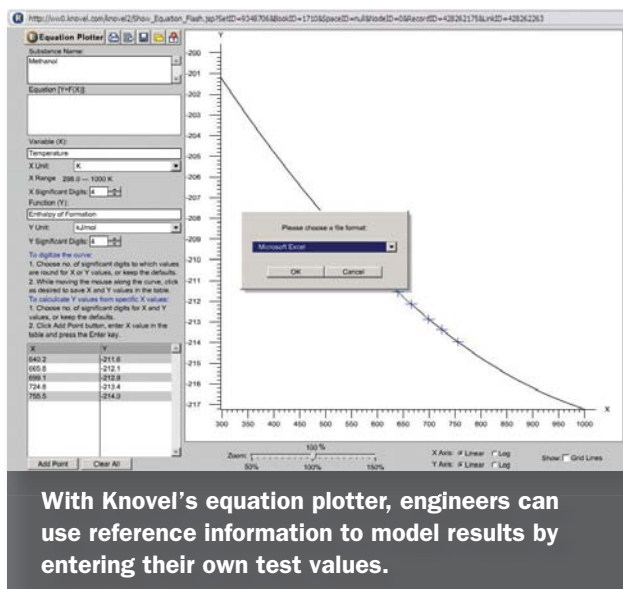 http://ww0.knovel.com/knovel2/Show_Equation_Flash.jsp?SetID=9348706&BookID=1710&SpaceID=null&NodeID=0&RecordID=428262175&LinkID=428262263
Equation Plotter
Substance Name:
Methanol
Equation [Y=F(X)]:
Variable (X):
Temperature
X Unit: K
X Range 298.0 — 1000 K
X Significant Digits: 4
Function (Y):
Enthalpy of Formation
Y Unit: kJ/mol
Y Significant Digits: 4
To digitize the curve:
1. Choose no. of significant digits to which values
are round for X or Y values, or keep the defaults.
2. While moving the mouse along the curve, click
as desired to save X and Y values in the table.
To calculate Y values from specific X values:
1. Choose no. of significant digits for X and Y
values, or keep the defaults.
2. Click Add Point button, enter X value in the
table and press the Enter key.
X Y
640.2 -211.6
665.8 -212.1
698.1 -212.9
724.8 -213.4
755.5 -214.0
Add Point Clear All
Y
-200
-201
-202
-203
-204
-205
-206
-207
-208
-209
-210
-211
-212
-213
-214
-215
-216
-217
Please choose a file format:
Microsoft Excel
OK Cancel
X
300 350 400 450 500 550 600 650 700 750 800 850 900 950 1000
100 %
Zoom:
50% 100% 150%
X Axis: Linear Log
Y Axis: Linear Log
Show: Grid Lines
With Knovel's equation plotter, engineers can
use reference information to model results by
entering their own test values.